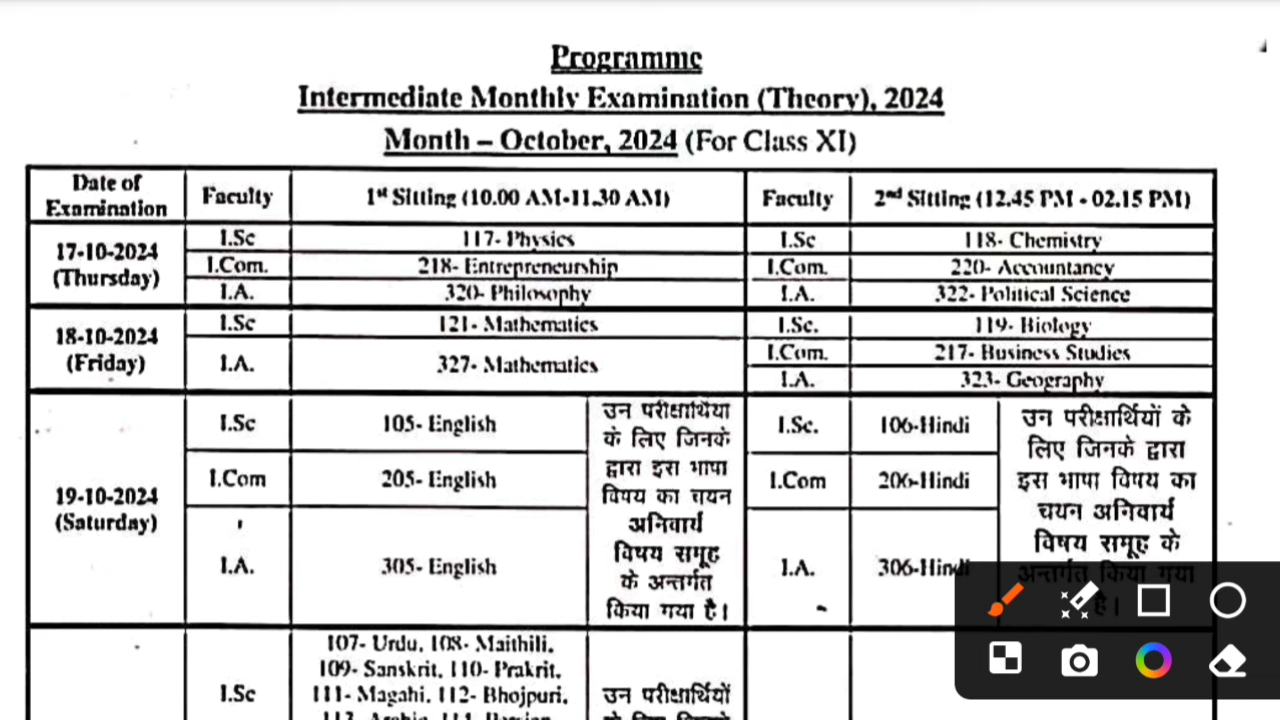 Programme
Intermediate Monthly Examination (Theory), 2024
Month – October, 2024 (For Class XI)
Date of Examination Faculty 1st Sitting (10.00 AM-11.30 AM) Faculty 2nd Sitting (12.45 PM - 02.15 PM)
17-10-2024 (Thursday)
I.Sc 117- Physics I.Sc 118- Chemistry
I.Com. 218- Entrepreneurship I.Com. 220- Accountancy
I.A. 320- Philosophy I.A. 322- Political Science
18-10-2024 (Friday)
I.Sc 121- Mathematics I.Sc. 119- Biology
I.A. 327- Mathematics I.Com. 217- Business Studies
I.A. 323- Geography
19-10-2024 (Saturday)
I.Sc 105- English
I.Com 205- English
I.A. 305- English
उन परीक्षार्थियों
के लिए जिनके
द्वारा इस भाषा
विषय का चयन
अनिवार्य
विषय समूह
के अन्तर्गत
किया गया है।
I.Sc. 106-Hindi
I.Com 206-Hindi
I.A. 306-Hindi
उन परीक्षार्थियों के
लिए जिनके द्वारा
इस भाषा विषय का
चयन अनिवार्य
विषय समूह के
अन्तर्गत किया गया
है।
I.Sc
107- Urdu, 108- Maithili,
109- Sanskrit, 110- Prakrit,
111- Magahi, 112- Bhojpuri,
उन परीक्षार्थियों